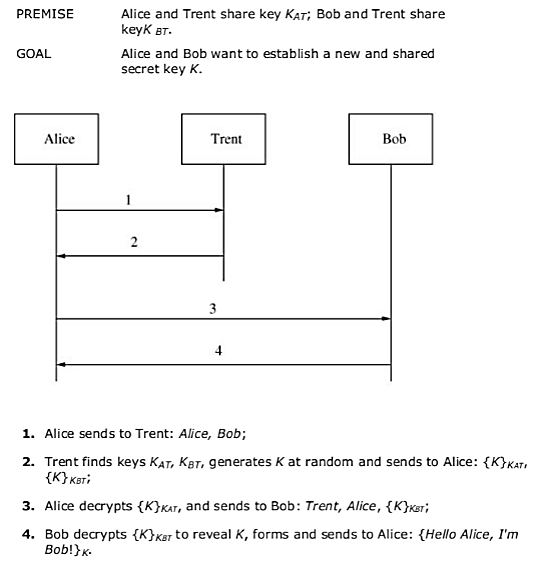 PREMISE Alice and Trent share key KAT; Bob and Trent share
keyK BT.
GOAL Alice and Bob want to establish a new and shared
secret key K.
Alice Trent Bob
1
2
3
4
1. Alice sends to Trent: Alice, Bob;
2. Trent finds keys KAT, KBT, generates K at random and sends to Alice: {K}KAT,
{K}KBT;
3. Alice decrypts {K}KAT, and sends to Bob: Trent, Alice, {K}KBT;
4. Bob decrypts {K}KBT to reveal K, forms and sends to Alice: {Hello Alice, I'm
Bob!}K.